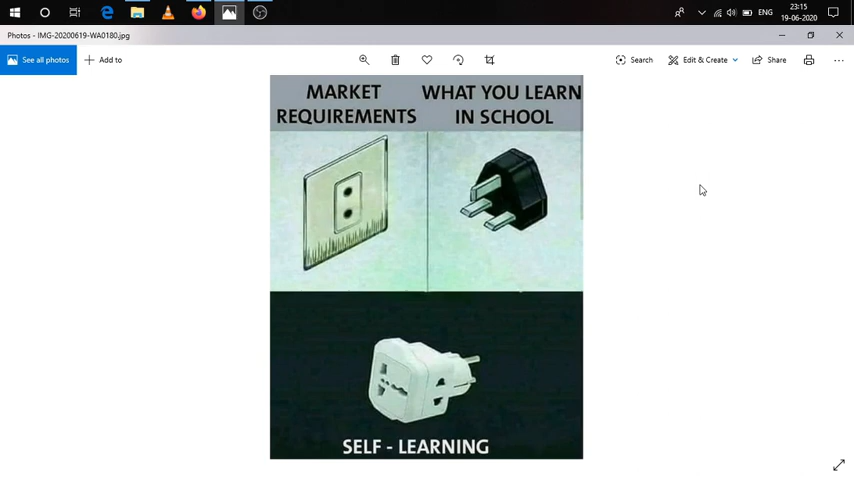 23:15
ENG
19-06-2020
Photos - IMG-20200619-WA0180.jpg
See all photos
Add to
Search
Edit & Create
Share
MARKET
REQUIREMENTS
WHAT YOU LEARN
IN SCHOOL
SELF - LEARNING